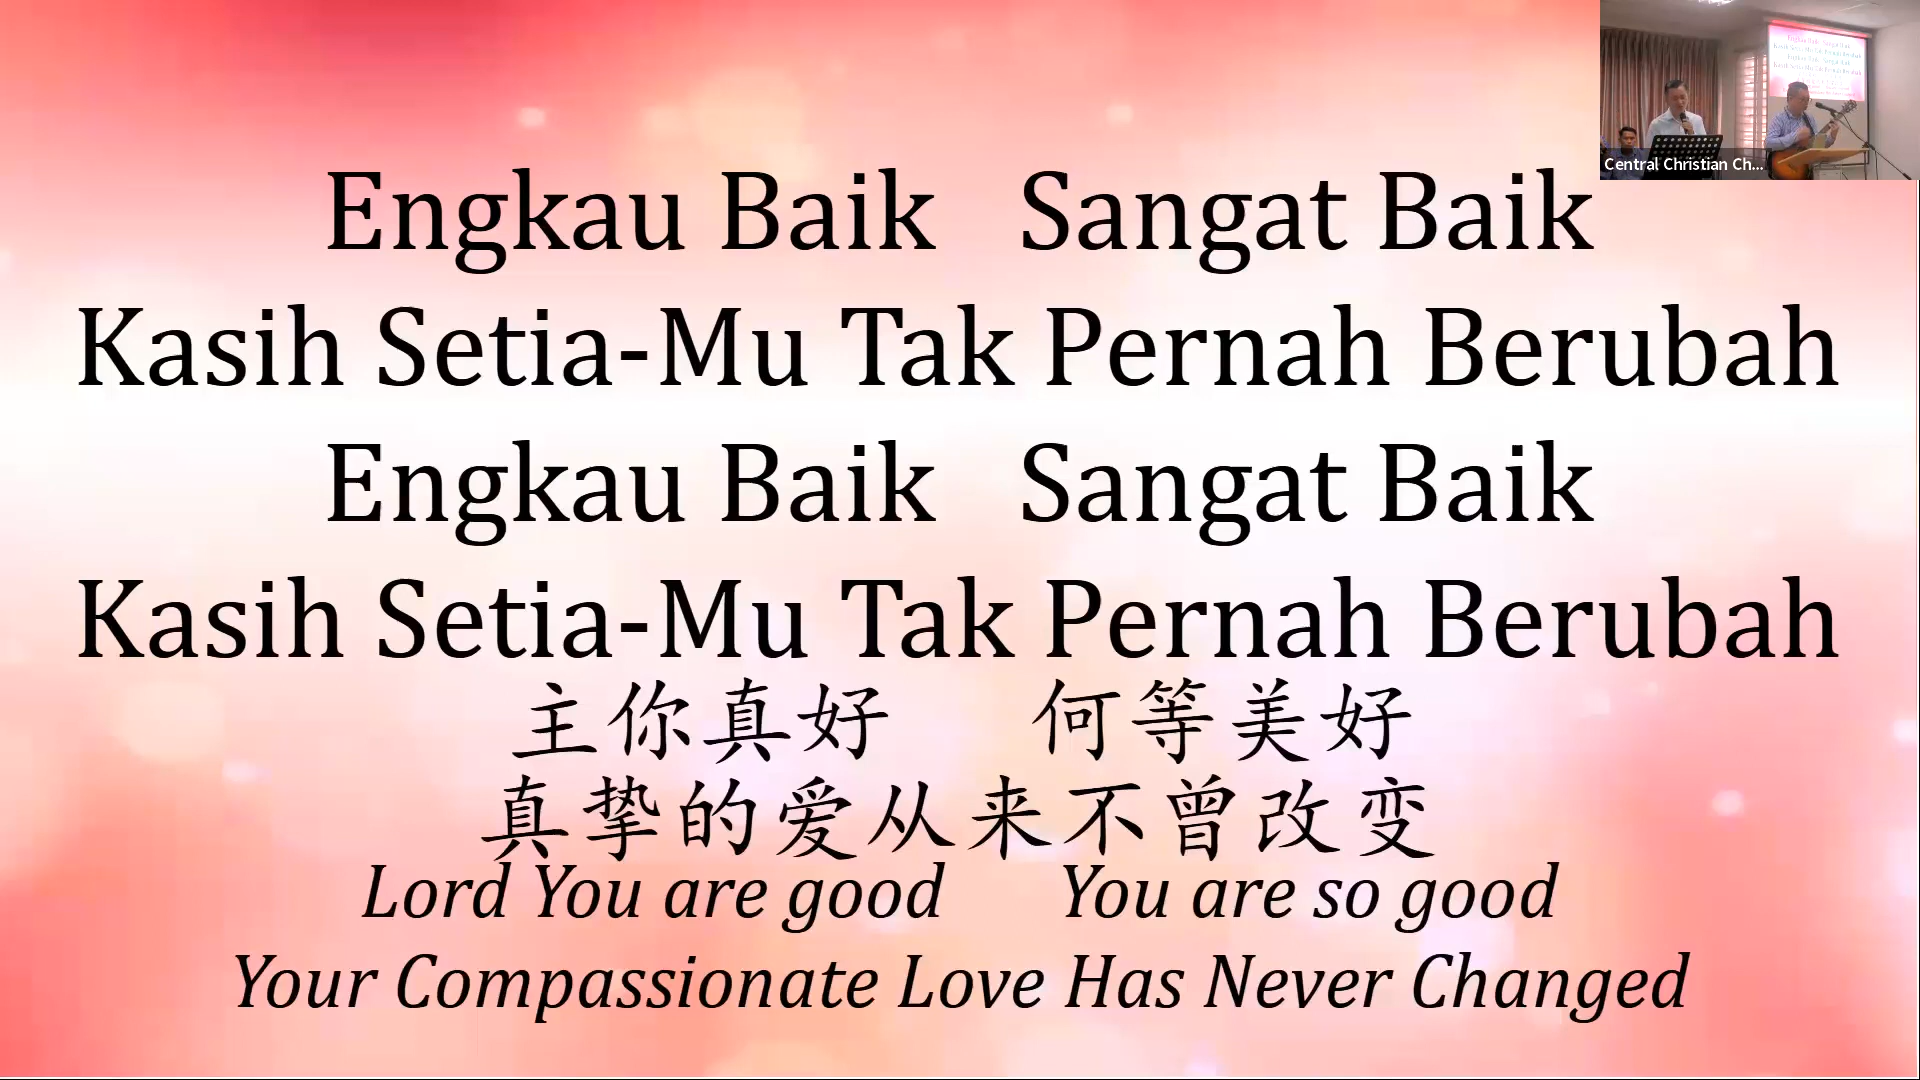 Engkau Baik Sangat Baik
Kasih Setia-Mu Tak Pernah Berubah
Engkau Baik Sangat Baik
Kasih Setia-Mu Tak Pernah Berubah
主你真好 何等美好
真挚的爱从来不曾改变
Lord You are good You are so good
Your Compassionate Love Has Never Changed
Central Christian Ch...